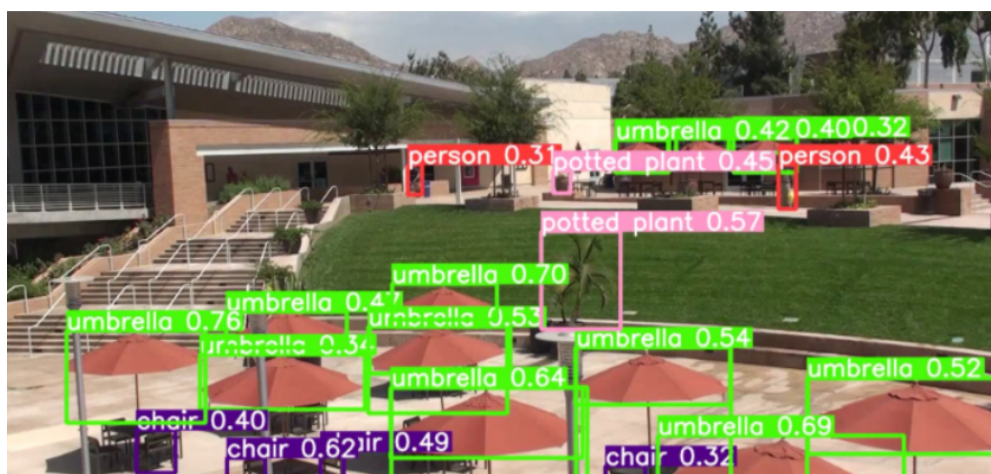 umbrella 0.42
0.40
0.32
person 0.31
potted plant 0.45
person 0.43
potted plant 0.57
umbrella 0.70
umbrella 0.47
umbrella 0.76
umbrella 0.53
umbrella 0.34
umbrella 0.54
umbrella 0.64
umbrella 0.52
chair 0.40
umbrella 0.69
chair 0.62
0.49
chair 0.32